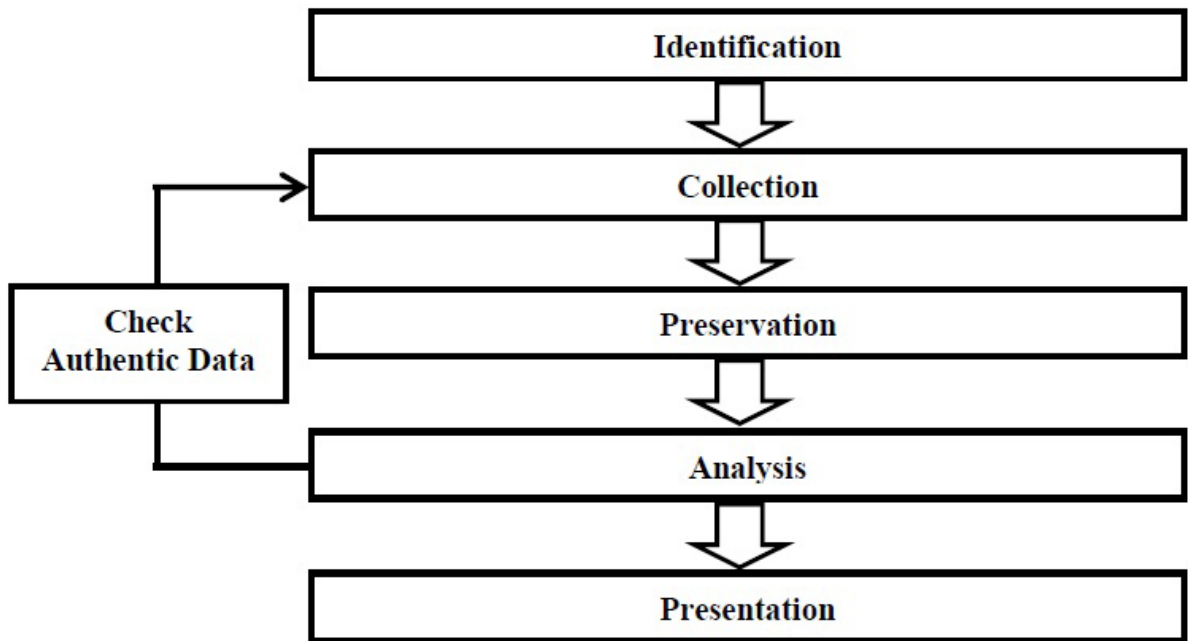 Identification
Collection
Check
Authentic Data
Preservation
Analysis
Presentation